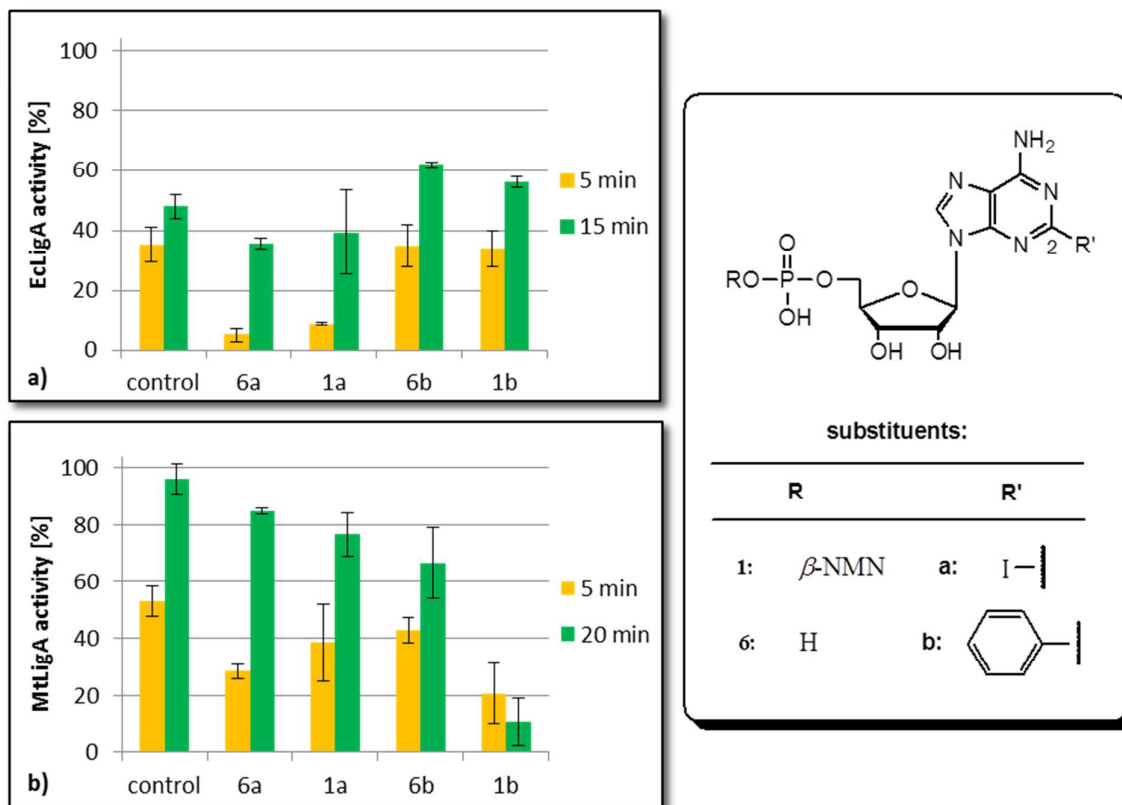 EcLigA activity [%]
100
80
60
40
20
0
5 min
15 min
a)
control 6a 1a 6b 1b
MtLigA activity [%]
100
80
60
40
20
0
5 min
20 min
b)
control 6a 1a 6b 1b
NH2
N
N
N
N
2
R'
O
RO P O
OH
O
OH OH
substituents:
R R'
1: β-NMN a: I
6: H b: